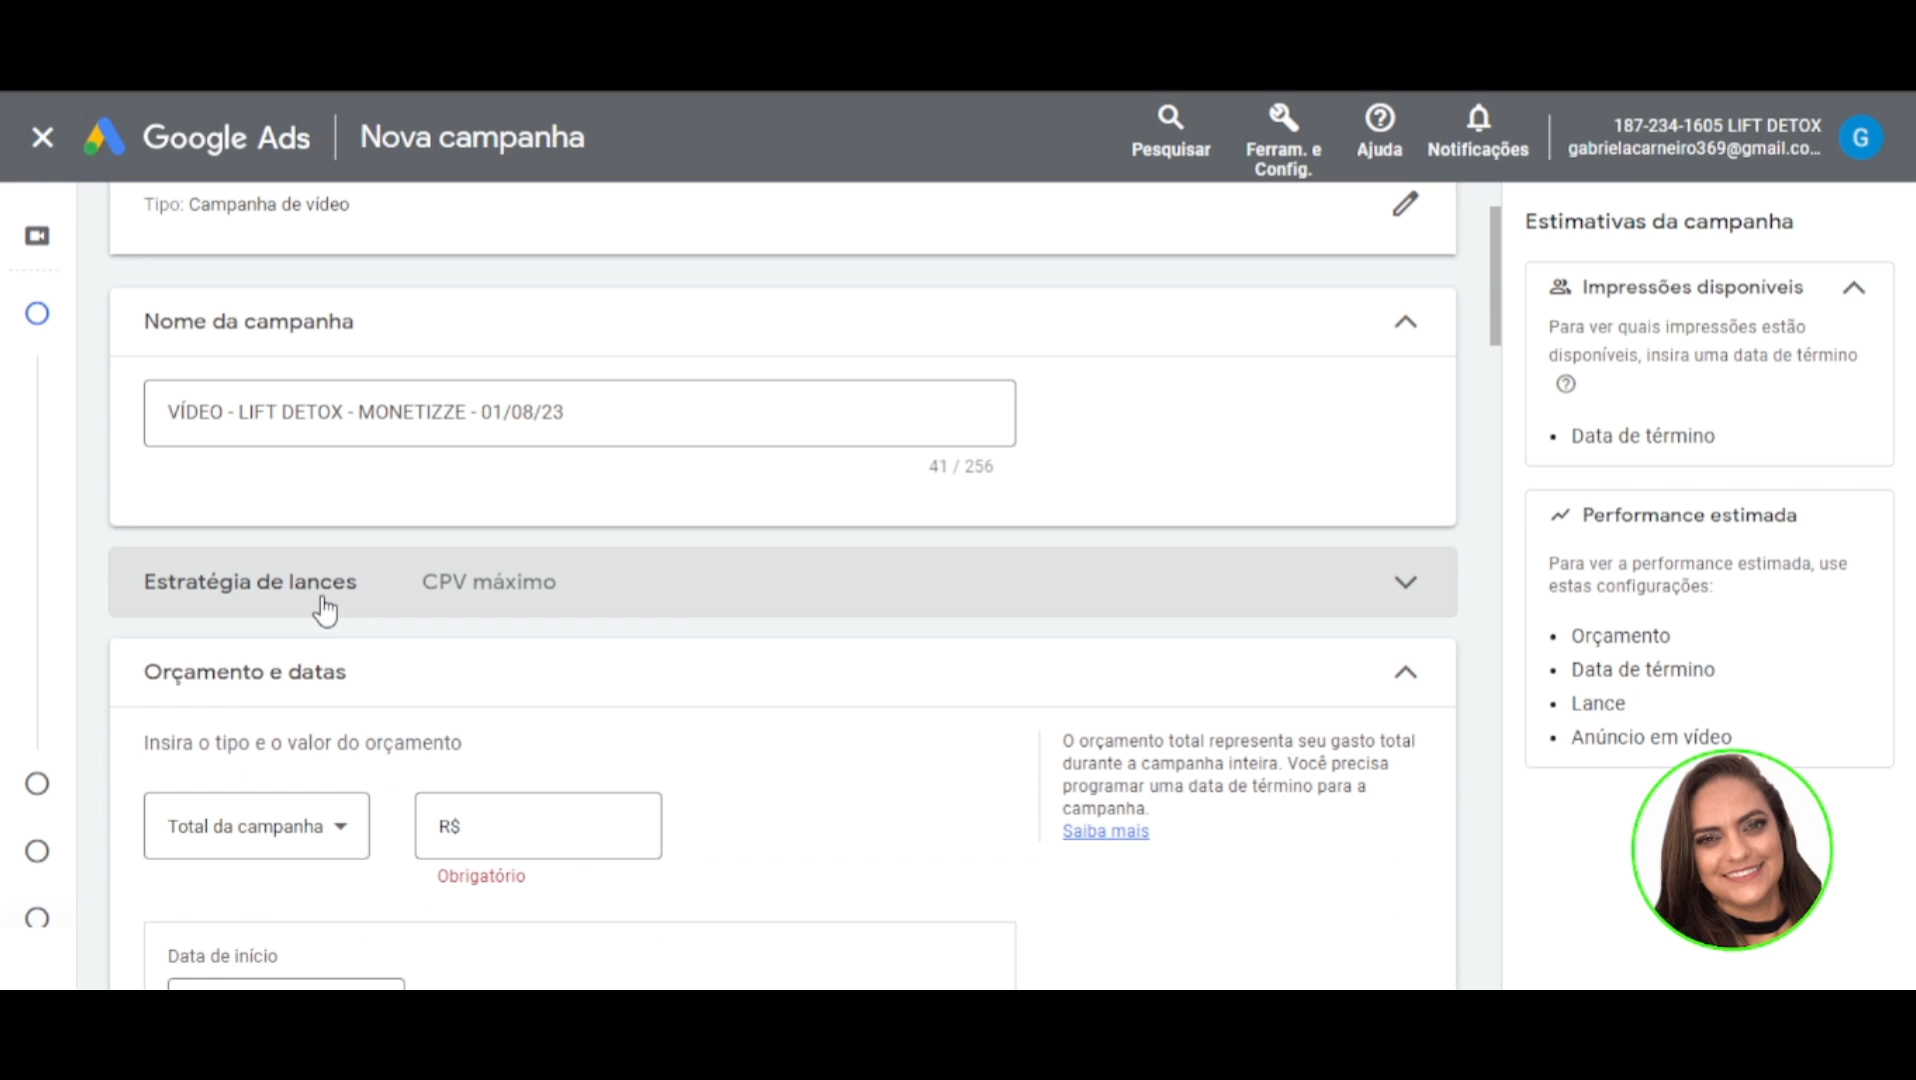 Google Ads
Nova campanha
Pesquisar
Ferram. e
Config.
Ajuda
Notificações
187-234-1605 LIFT DETOX
gabrielacarneiro369@gmail.co...
G
Tipo: Campanha de vídeo
Nome da campanha
VÍDEO - LIFT DETOX - MONETIZZE - 01/08/23
41 / 256
Estratégia de lances
CPV máximo
Orçamento e datas
Insira o tipo e o valor do orçamento
Total da campanha
R$
Obrigatório
O orçamento total representa seu gasto total
durante a campanha inteira. Você precisa
programar uma data de término para a
campanha.
Saiba mais
Data de início
Estimativas da campanha
Impressões disponíveis
Para ver quais impressões estão
disponíveis, insira uma data de término
• Data de término
Performance estimada
Para ver a performance estimada, use
estas configurações:
• Orçamento
• Data de término
• Lance
• Anúncio em vídeo